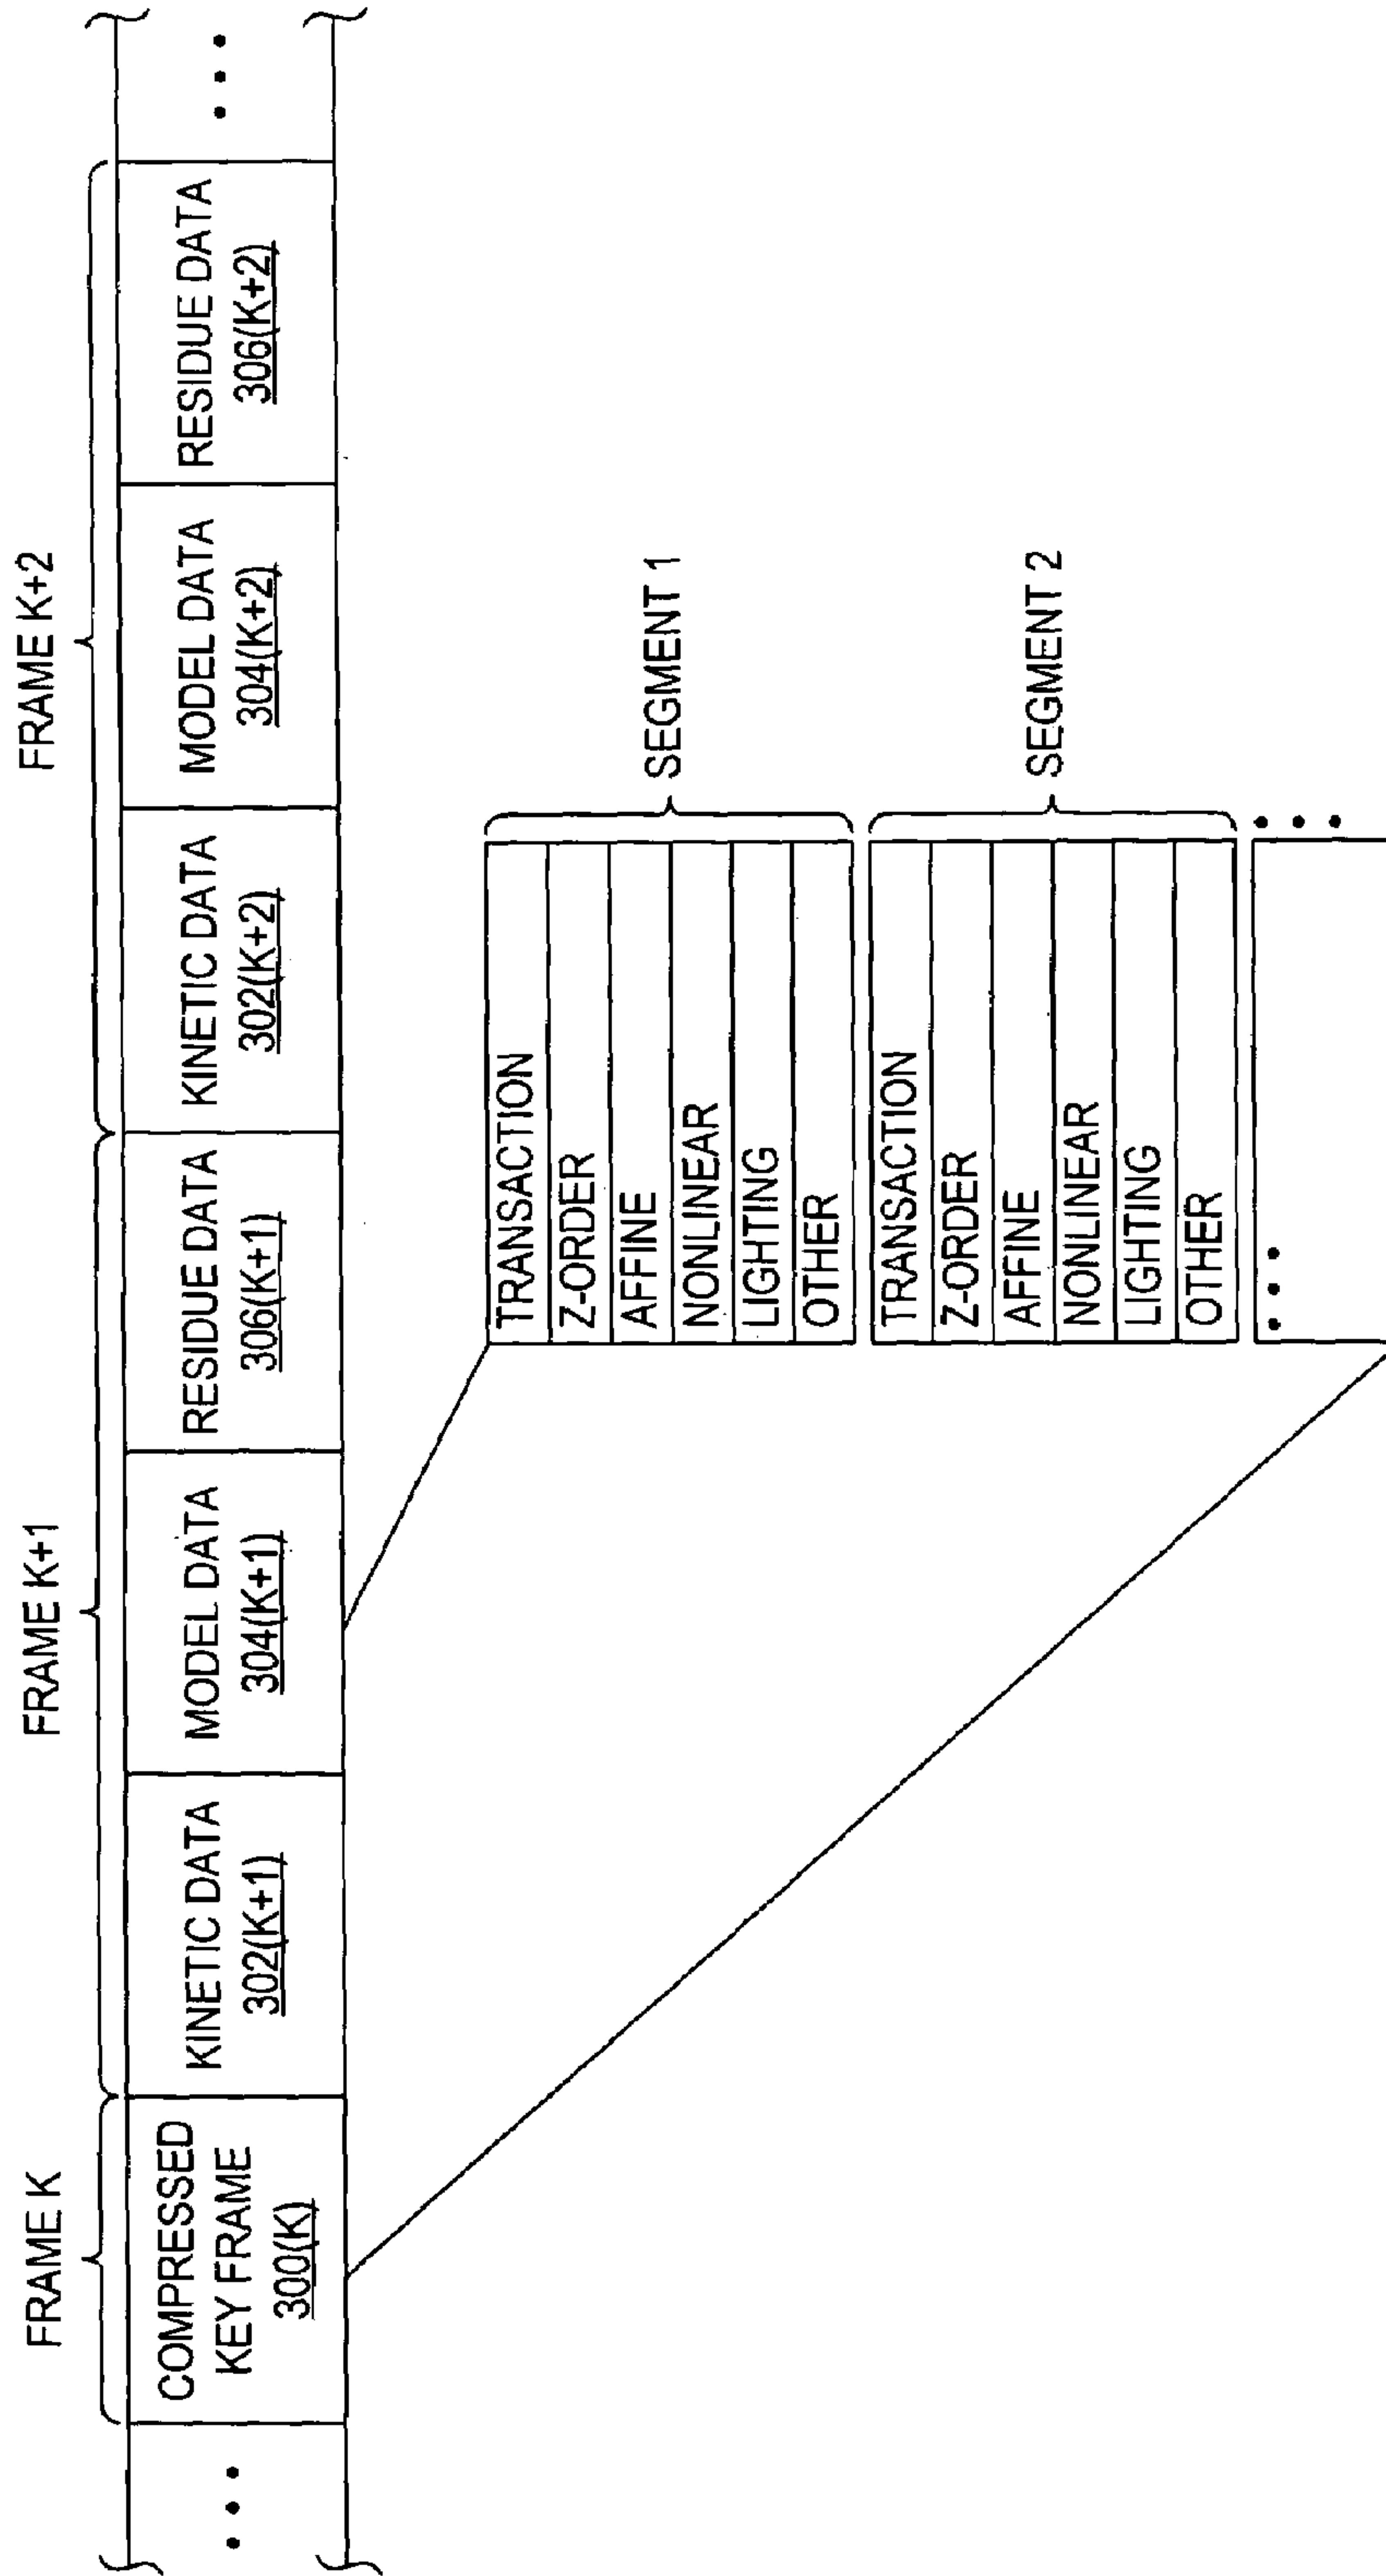 FRAME K
FRAME K+1
FRAME K+2
• • •
COMPRESSED
KEY FRAME
300(K)
KINETIC DATA
302(K+1)
MODEL DATA
304(K+1)
RESIDUE DATA
306(K+1)
KINETIC DATA
302(K+2)
MODEL DATA
304(K+2)
RESIDUE DATA
306(K+2)
• • •
TRANSACTION
Z-ORDER
AFFINE
NONLINEAR
LIGHTING
OTHER
SEGMENT 1
TRANSACTION
Z-ORDER
AFFINE
NONLINEAR
LIGHTING
OTHER
SEGMENT 2
• • •
• • •